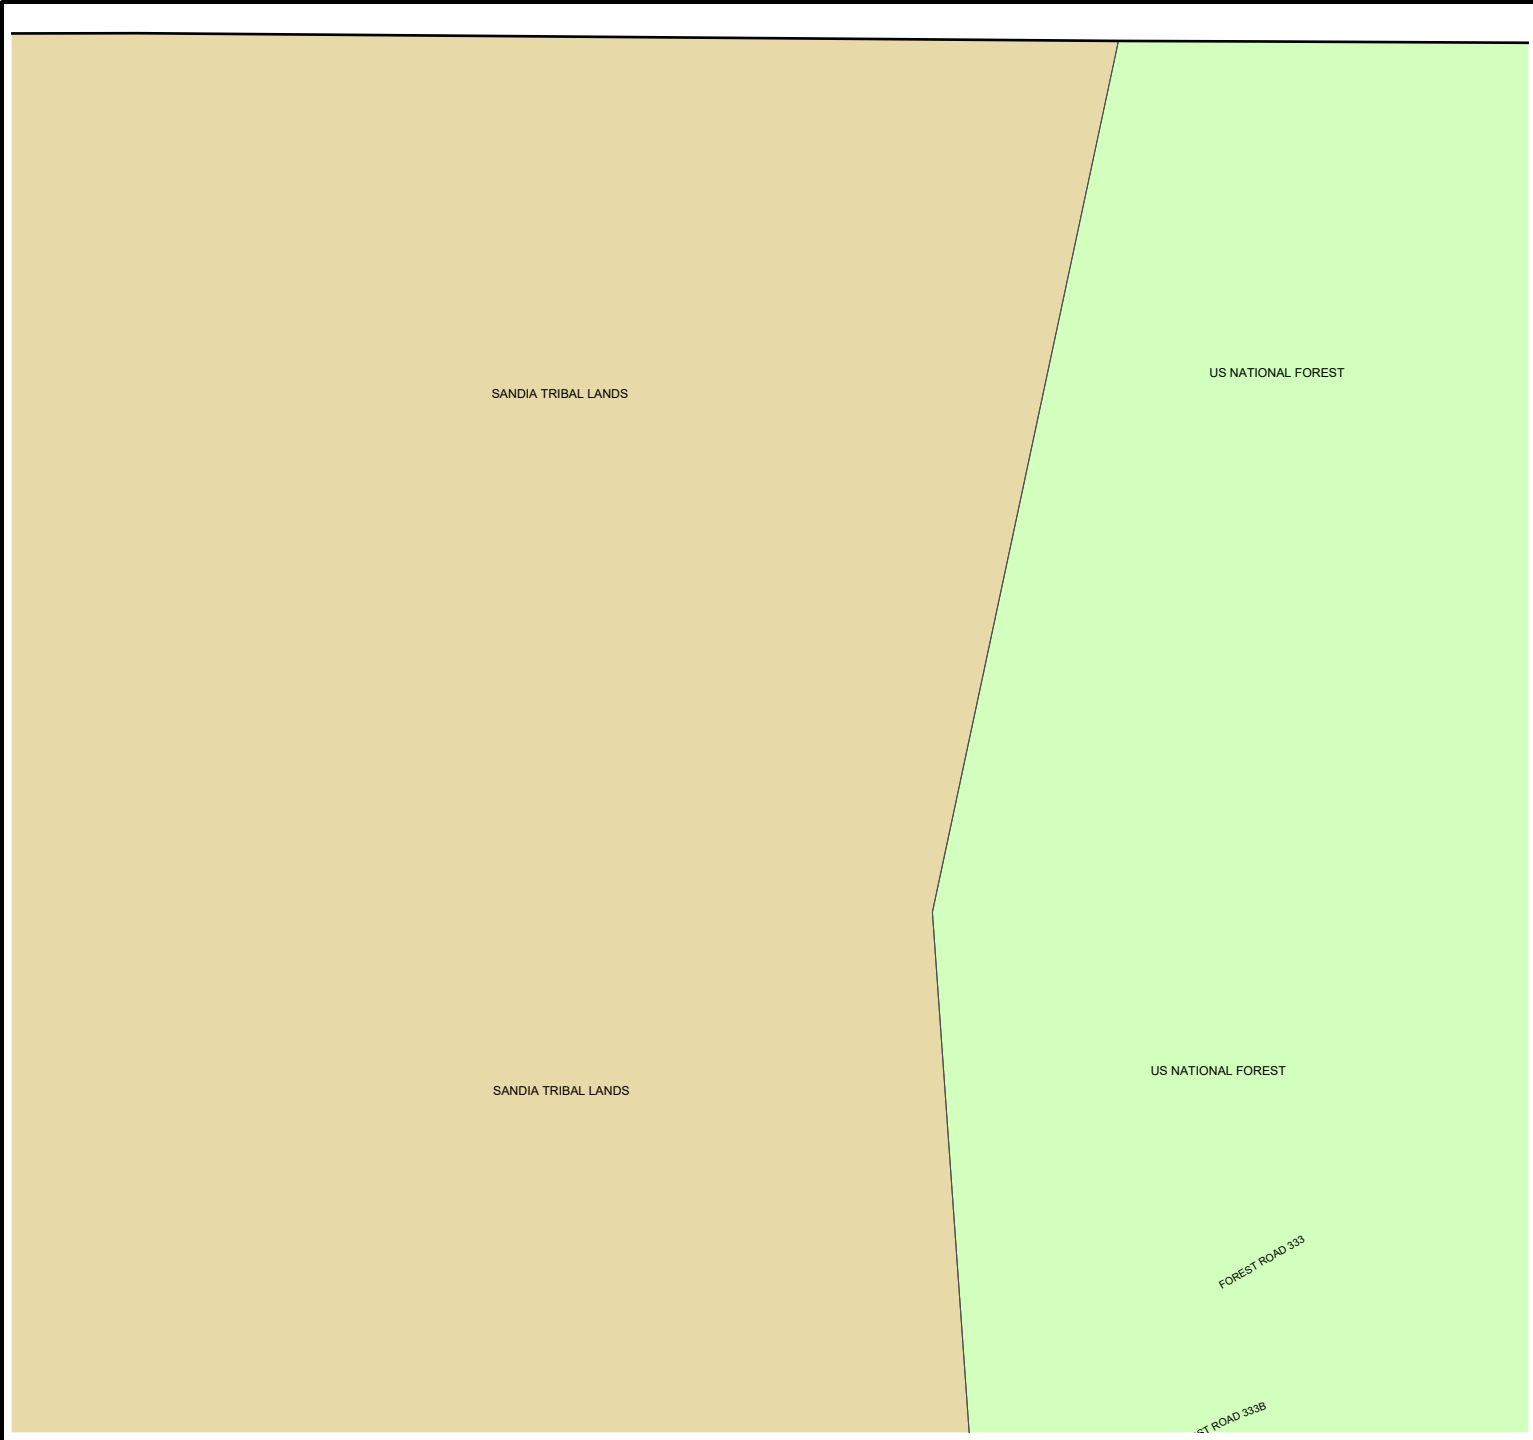 US NATIONAL FOREST
SANDIA TRIBAL LANDS
US NATIONAL FOREST
SANDIA TRIBAL LANDS
FOREST ROAD 333
ROAD 333B